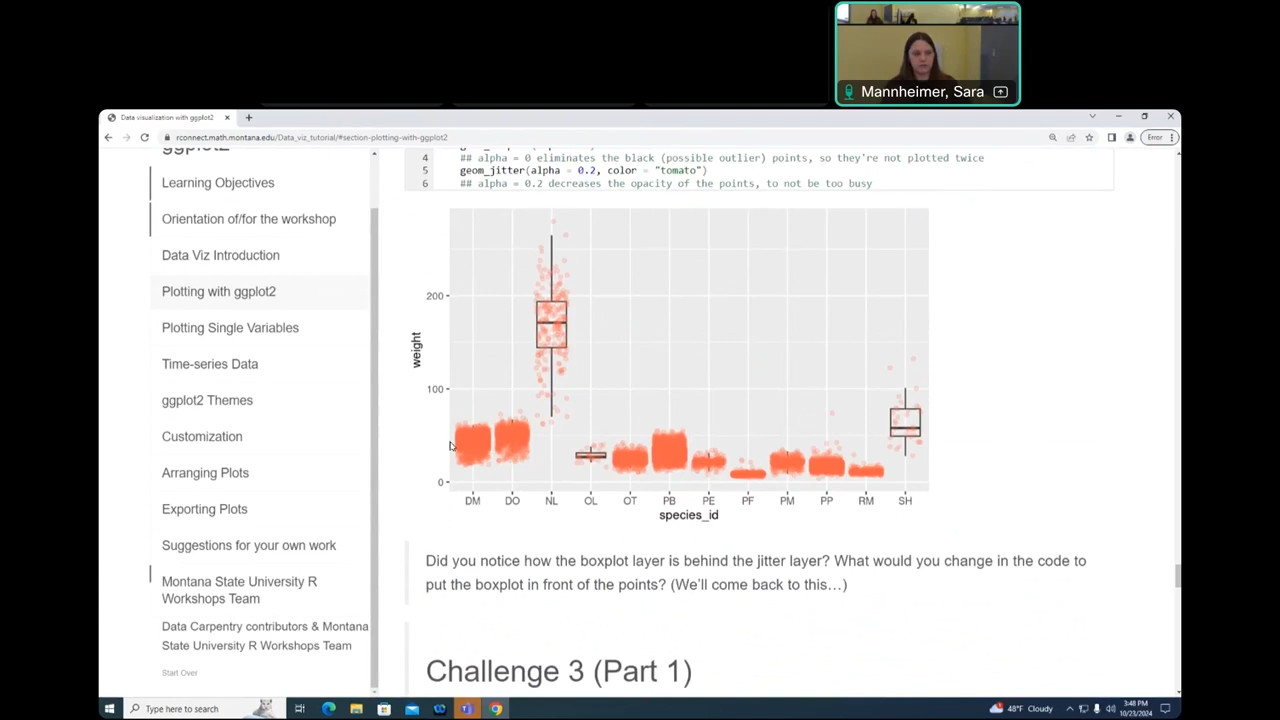 Mannheimer, Sara
Data visualization with ggplot2
rconnect.math.montana.edu/Data_viz_tutorial/#section-plotting-with-ggplot2
Error
ggplot2
Learning Objectives
Orientation of/for the workshop
Data Viz Introduction
Plotting with ggplot2
Plotting Single Variables
Time-series Data
ggplot2 Themes
Customization
Arranging Plots
Exporting Plots
Suggestions for your own work
Montana State University R
Workshops Team
Data Carpentry contributors & Montana
State University R Workshops Team
Start Over
4 ## alpha = 0 eliminates the black (possible outlier) points, so they're not plotted twice
5 geom_jitter(alpha = 0.2, color = "tomato")
6 ## alpha = 0.2 decreases the opacity of the points, to not be too busy
weight
200
100
0
DM DO NL OL OT PB PE PF PM PP RM SH
species_id
Did you notice how the boxplot layer is behind the jitter layer? What would you change in the code to
put the boxplot in front of the points? (We'll come back to this…)
Challenge 3 (Part 1)
Type here to search
48°F Cloudy
3:48 PM
10/23/2024